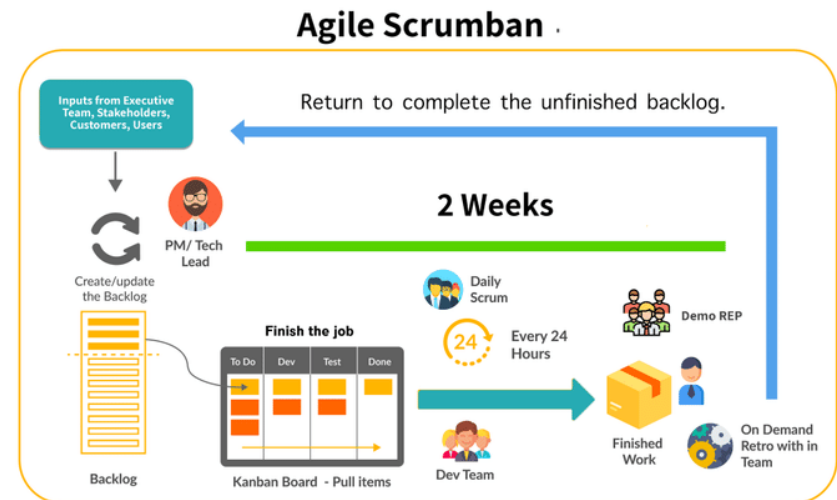 Agile Scrumban
Inputs from Executive
Team, Stakeholders,
Customers, Users
Return to complete the unfinished backlog.
2 Weeks
PM/ Tech
Lead
Create/update
the Backlog
Daily
Scrum
24
Every 24
Hours
Demo REP
Finish the job
To Do Dev Test Done
Backlog
Kanban Board - Pull items
Dev Team
Finished
Work
On Demand
Retro with in
Team